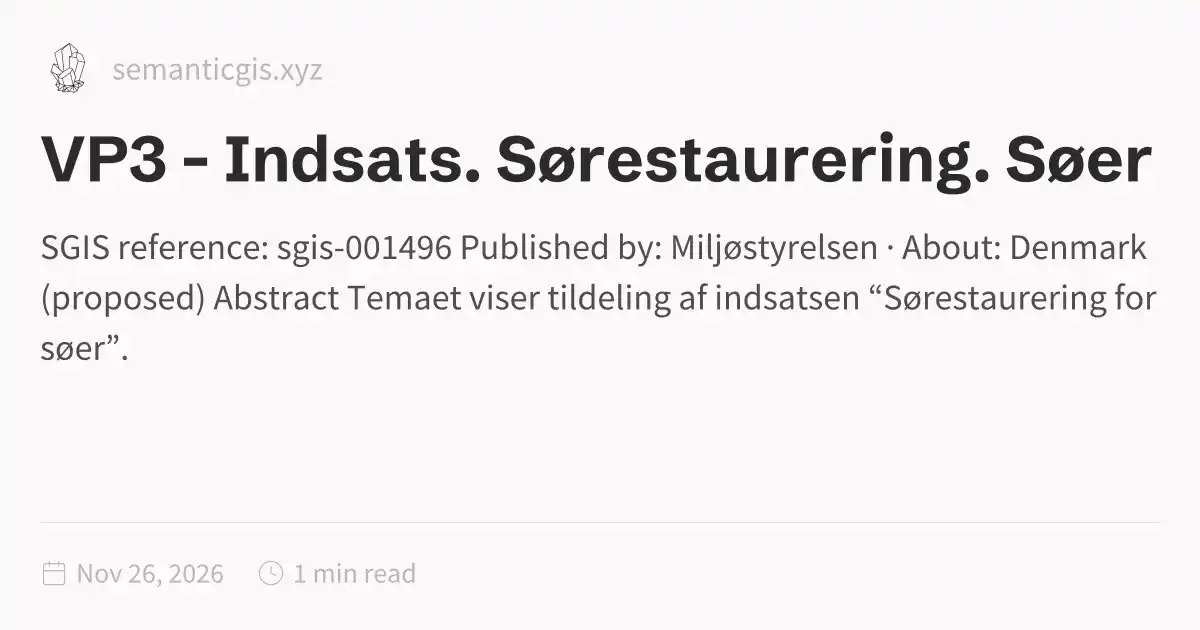 semanticgis.xyz
VP3 - Indsats. Sørestaurering. Søer
SGIS reference: sgis-001496 Published by: Miljøstyrelsen · About: Denmark
(proposed) Abstract Temaet viser tildeling af indsatsen “Sørestaurering for
søer”.
Nov 26, 2026 1 min read